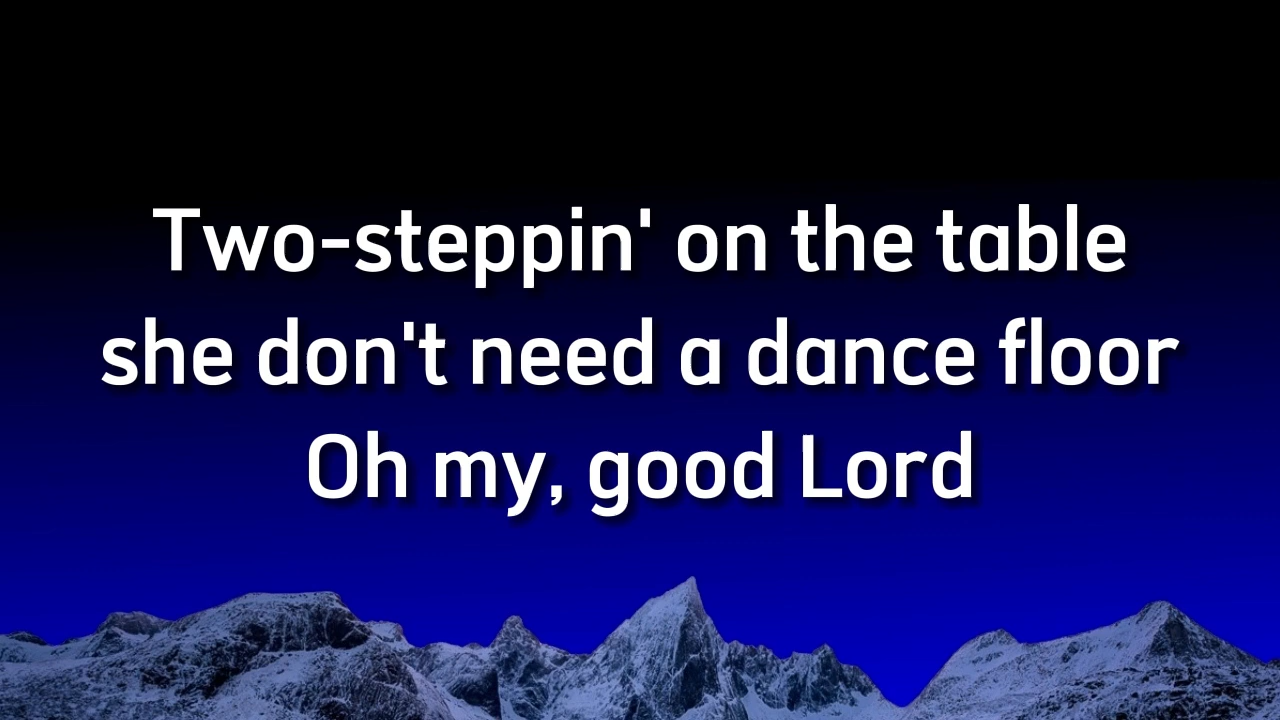 Two-steppin' on the table
she don't need a dance floor
Oh my, good Lord